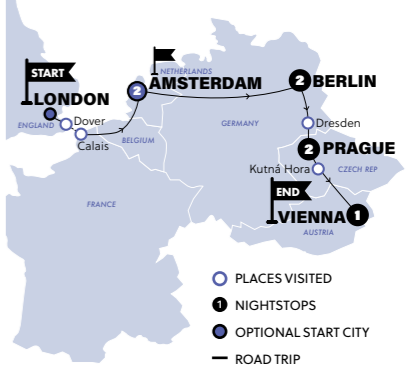 START
LONDON
ENGLAND
Dover
Calais
NETHERLANDS
2
AMSTERDAM
BELGIUM
GERMANY
2
BERLIN
Dresden
2
PRAGUE
Kutná Hora
CZECH REP
FRANCE
END
VIENNA
1
AUSTRIA
PLACES VISITED
1 NIGHTSTOPS
OPTIONAL START CITY
ROAD TRIP